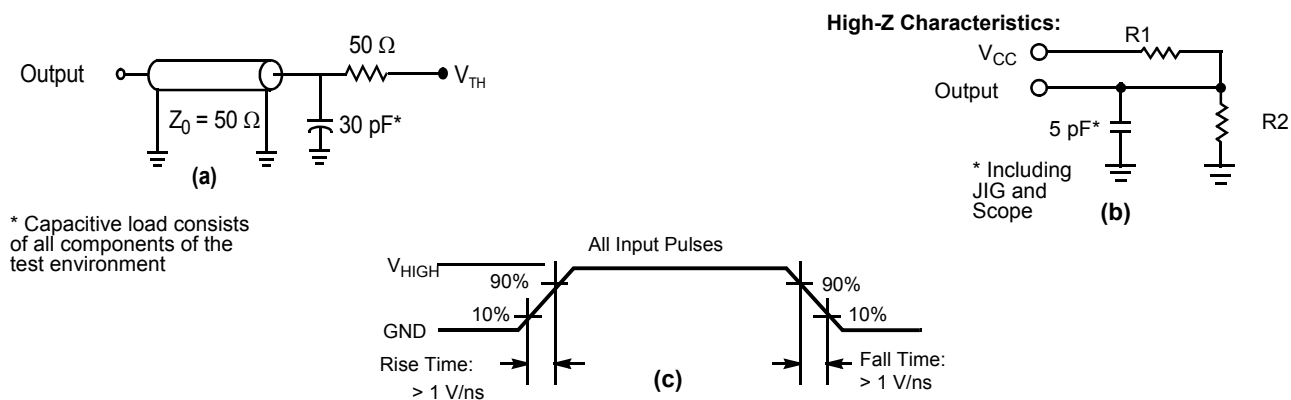 High-Z Characteristics:
50 Ω
Output
Z0 = 50 Ω
30 pF*
VTH
(a)
* Capacitive load consists
of all components of the
test environment
R1
VCC
Output
5 pF*
R2
* Including
JIG and
Scope
(b)
All Input Pulses
VHIGH
90%
90%
10%
10%
GND
Rise Time:
> 1 V/ns
(c)
Fall Time:
> 1 V/ns